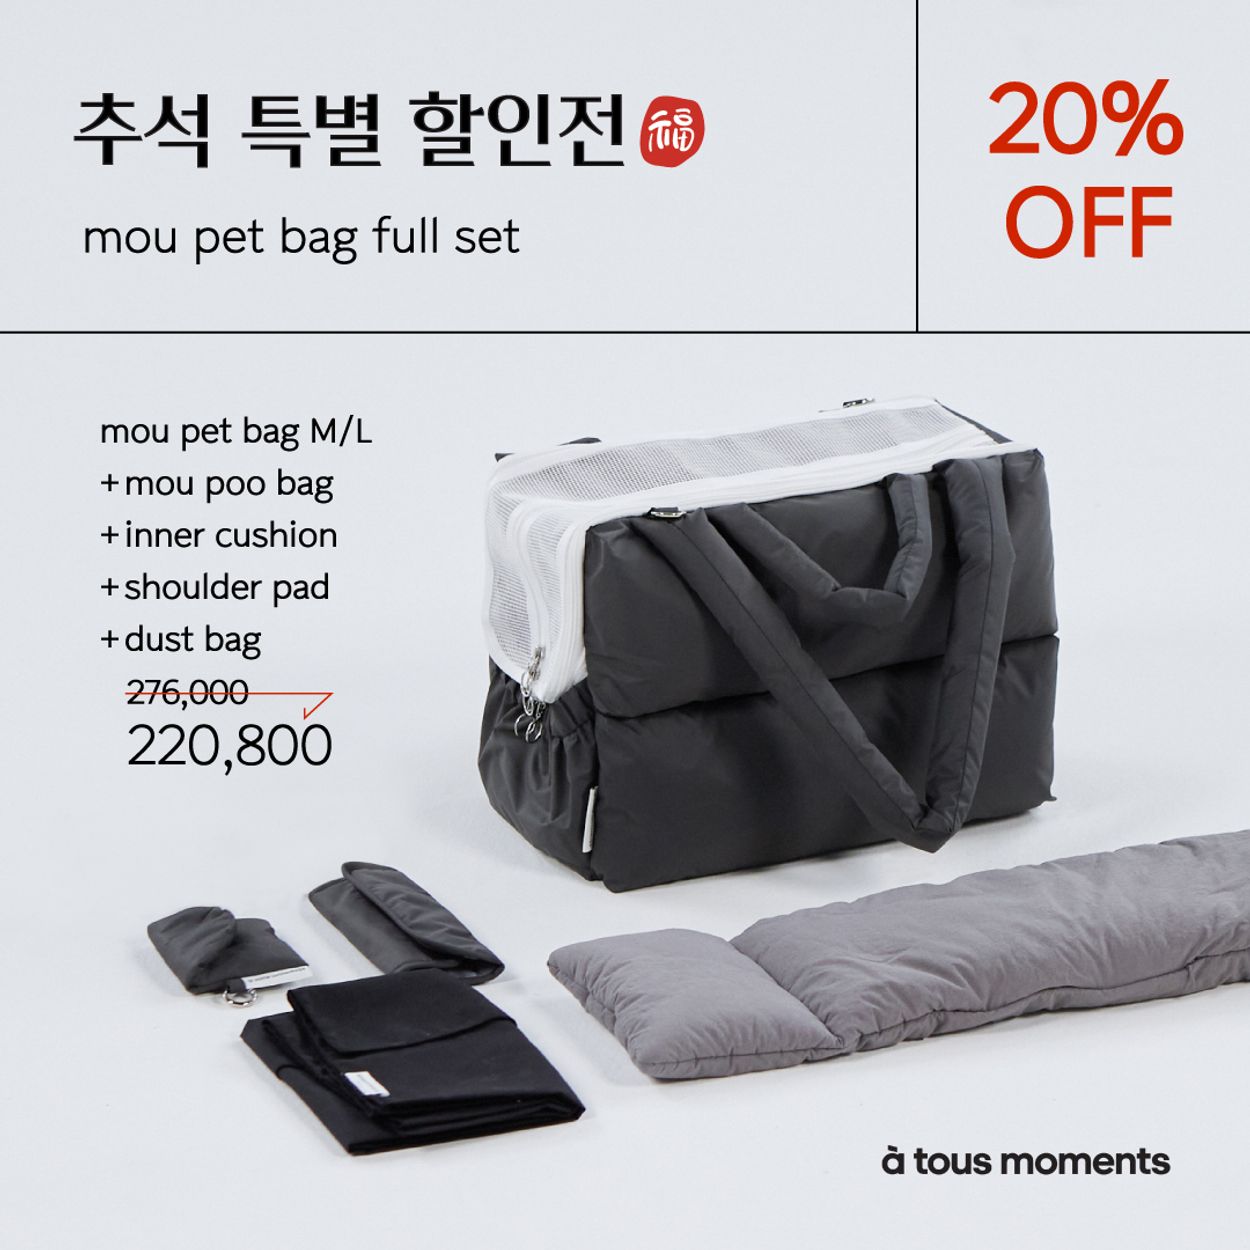 추석 특별 할인전 福
mou pet bag full set
20%
OFF
mou pet bag M/L
+mou poo bag
+inner cushion
+shoulder pad
+dust bag
276,000
220,800
à tous moments